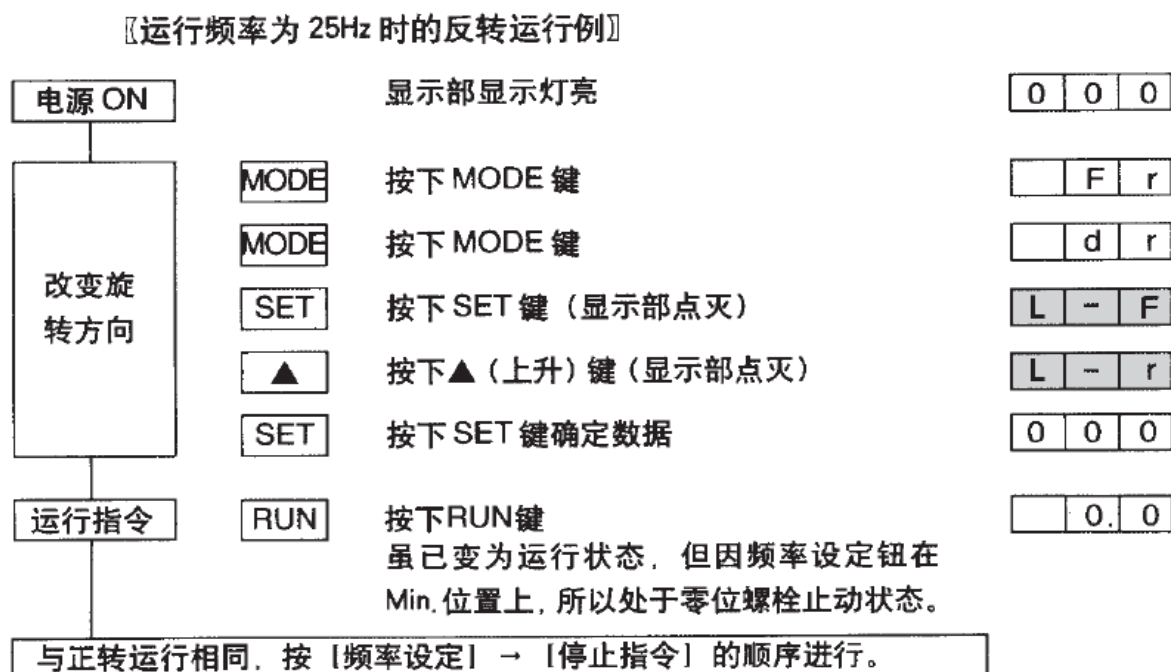 〖运行频率为 25Hz 时的反转运行例〗
电源 ON 显示部显示灯亮 0 0 0
MODE 按下 MODE 键 F r
MODE 按下 MODE 键 d r
改变旋
转方向
SET 按下 SET 键（显示部点灭） L - F
▲ 按下▲（上升）键（显示部点灭） L - r
SET 按下 SET 键确定数据 0 0 0
运行指令 RUN 按下RUN键 0. 0
虽已变为运行状态，但因频率设定钮在
Min.位置上，所以处于零位螺栓止动状态。
与正转运行相同，按［频率设定］→［停止指令］的顺序进行。